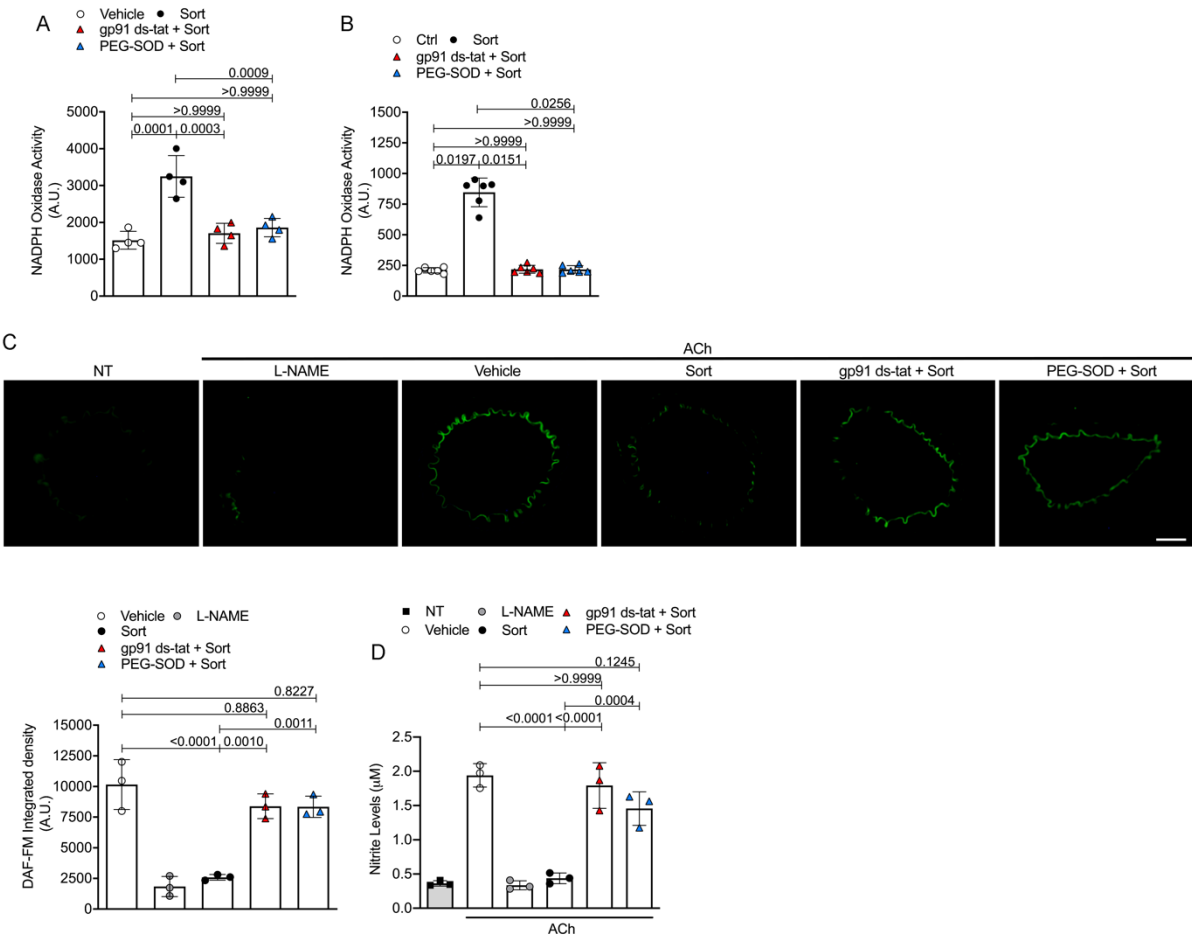 A
Vehicle Sort
gp91 ds-tat + Sort
PEG-SOD + Sort
0.0009
>0.9999
>0.9999
0.0001 0.0003
5000
4000
3000
2000
1000
0
NADPH Oxidase Activity
(A.U.)
B
Ctrl Sort
gp91 ds-tat + Sort
PEG-SOD + Sort
0.0256
>0.9999
>0.9999
0.0197 0.0151
1500
1250
1000
750
500
250
0
NADPH Oxidase Activity
(A.U.)
C
ACh
NT L-NAME Vehicle Sort gp91 ds-tat + Sort PEG-SOD + Sort
Vehicle L-NAME
Sort
gp91 ds-tat + Sort
PEG-SOD + Sort
0.8227
0.8863
0.0011
<0.0001 0.0010
15000
12500
10000
7500
5000
2500
0
DAF-FM Integrated density
(A.U.)
D
NT L-NAME gp91 ds-tat + Sort
Vehicle Sort PEG-SOD + Sort
0.1245
>0.9999
0.0004
<0.0001 <0.0001
2.5
2.0
1.5
1.0
0.5
0.0
Nitrite Levels (µM)
ACh